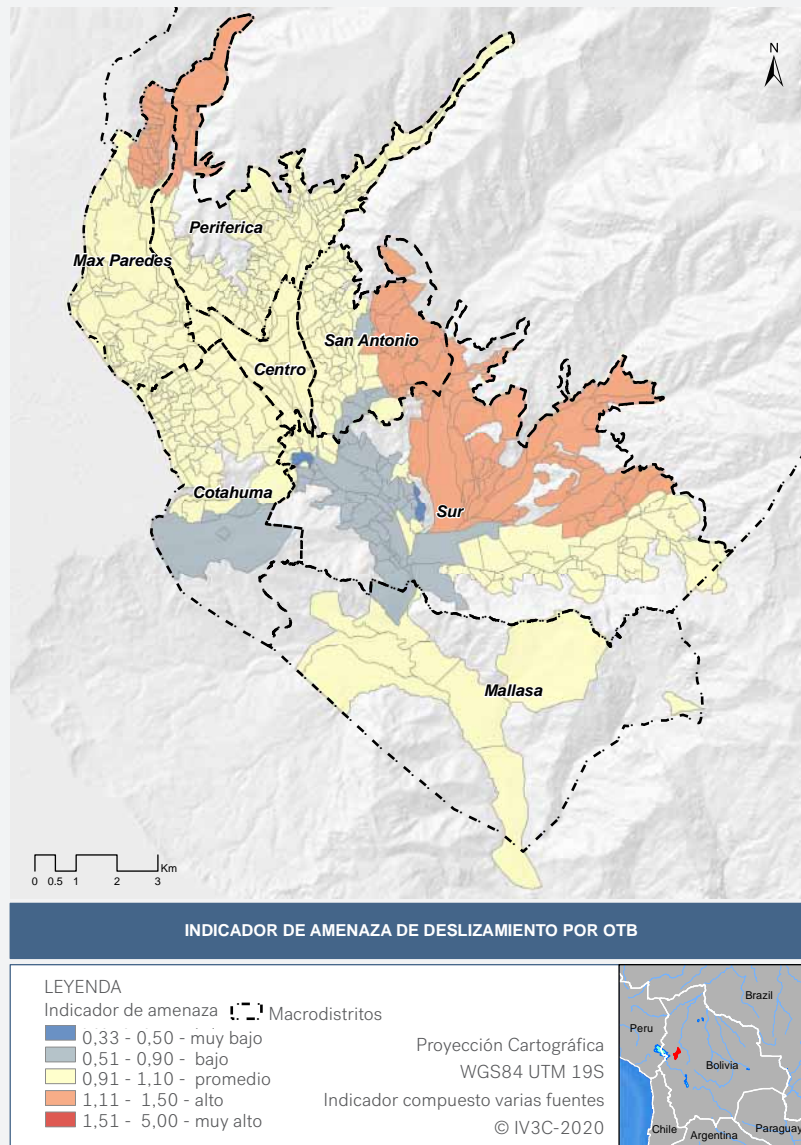 N
Periferica
Max Paredes
San Antonio
Centro
Cotahuma
Sur
Mallasa
Km
0 0.5 1 2 3
INDICADOR DE AMENAZA DE DESLIZAMIENTO POR OTB
LEYENDA
Indicador de amenaza Macrodistritos
0,33 - 0,50 - muy bajo
0,51 - 0,90 - bajo
0,91 - 1,10 - promedio
1,11 - 1,50 - alto
1,51 - 5,00 - muy alto
Proyección Cartográfica
WGS84 UTM 19S
Indicador compuesto varias fuentes
© IV3C-2020
Brazil
Peru
Bolivia
Chile
Argentina
Paraguay